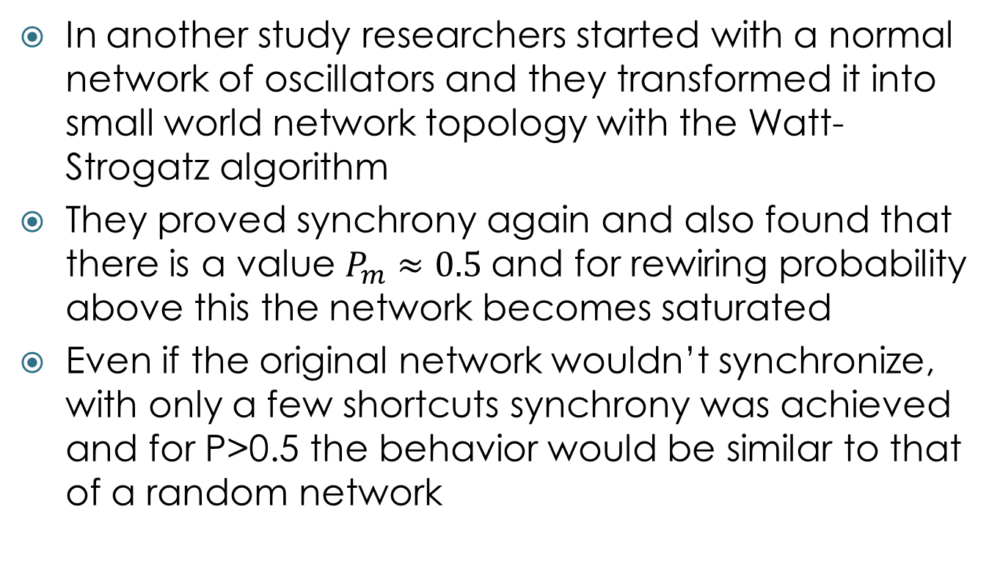 In another study researchers started with a normal
network of oscillators and they transformed it into
small world network topology with the Watt-
Strogatz algorithm
They proved synchrony again and also found that
there is a value P_m ≈ 0.5 and for rewiring probability
above this the network becomes saturated
Even if the original network wouldn’t synchronize,
with only a few shortcuts synchrony was achieved
and for P>0.5 the behavior would be similar to that
of a random network